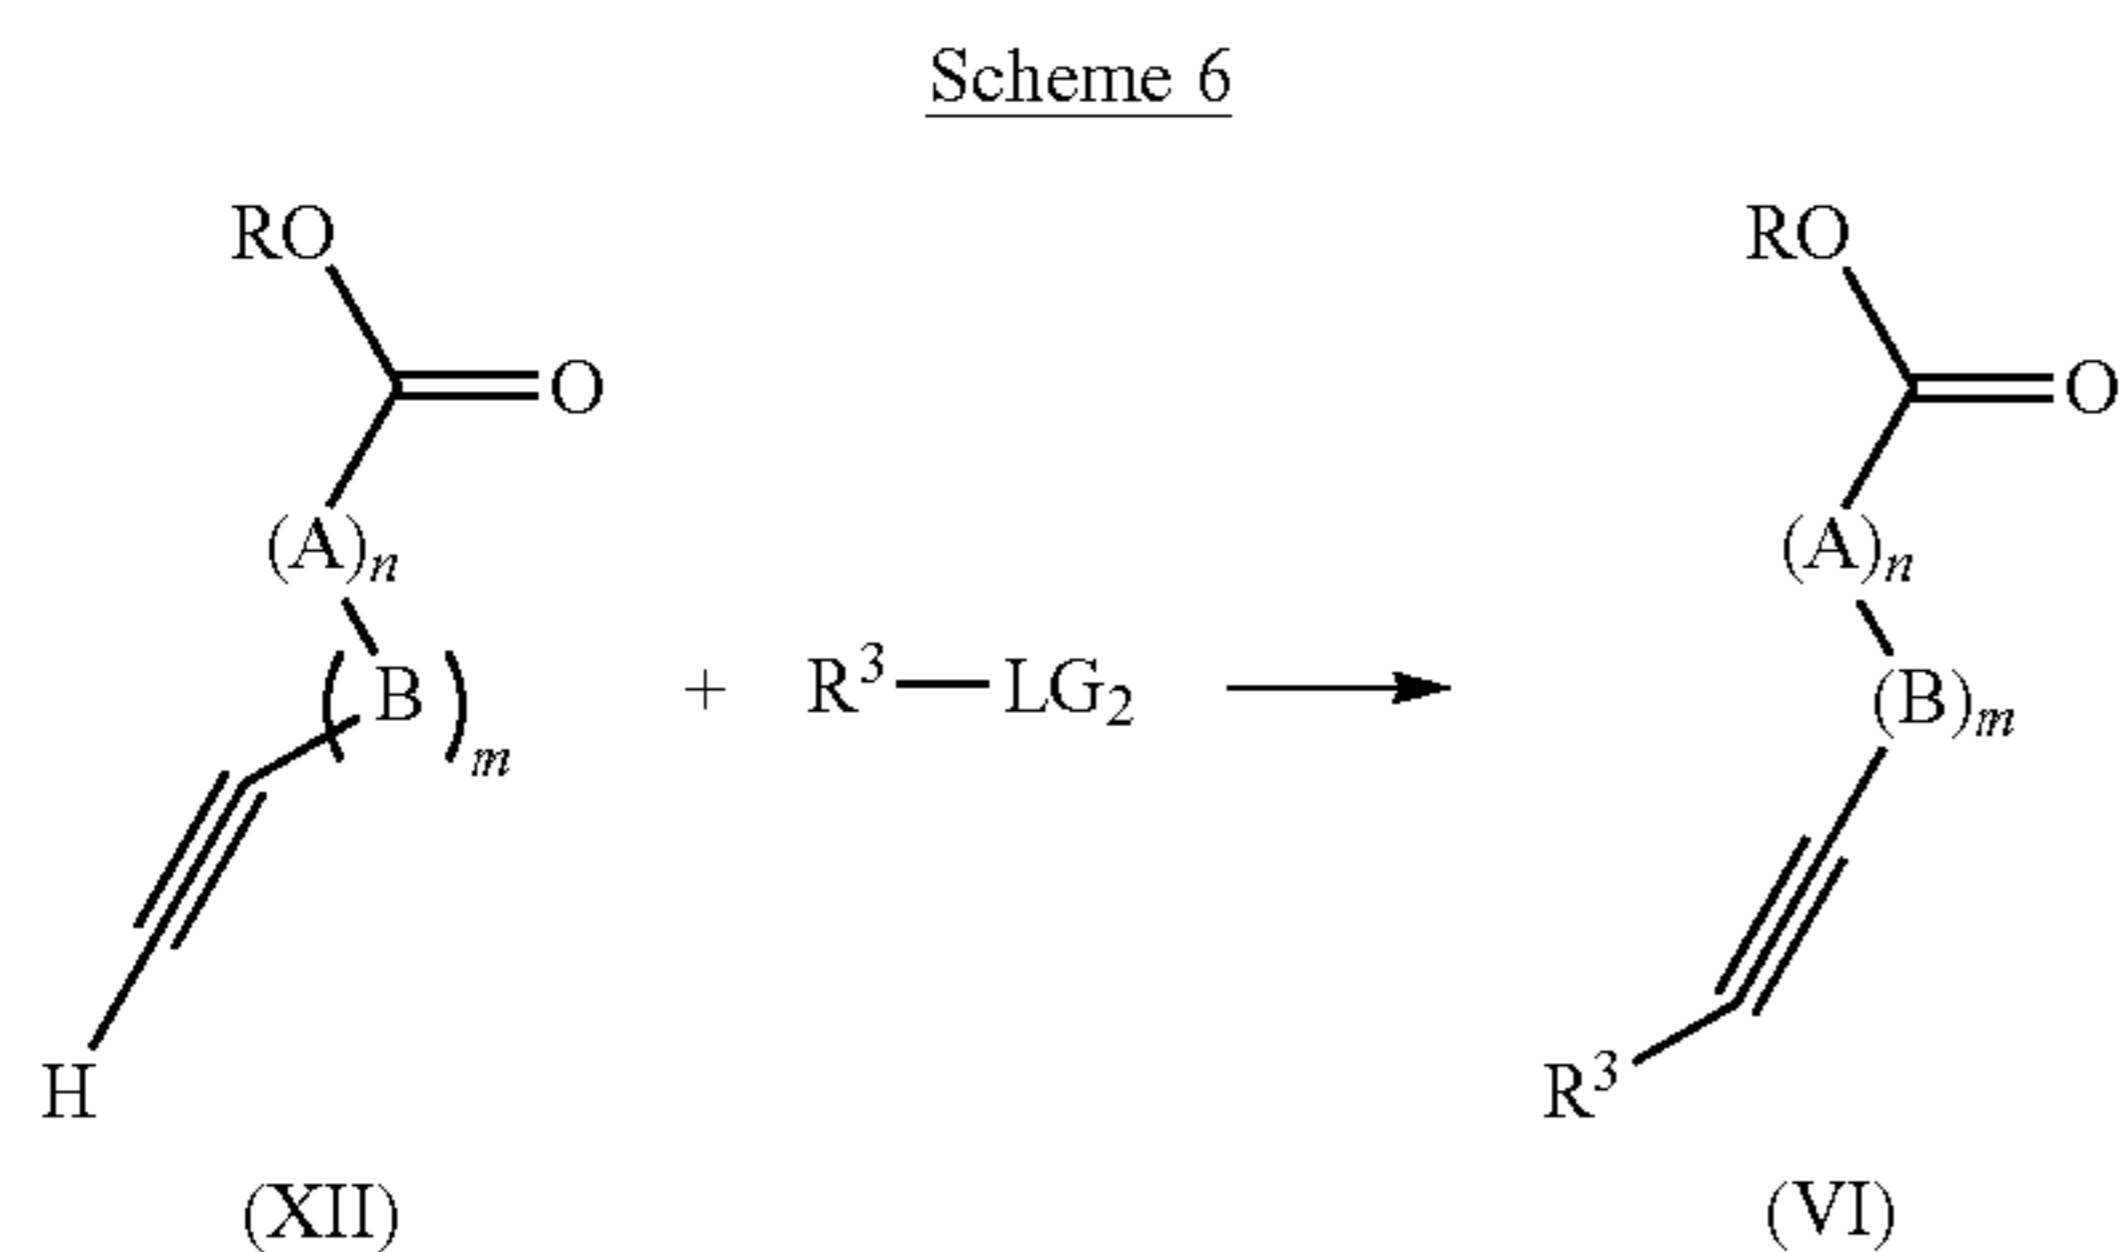 Scheme 6
RO
RO
O
O
(A)n
(A)n
(B)m
+
R³—LG₂
(B)m
H
R³
(XII)
(VI)